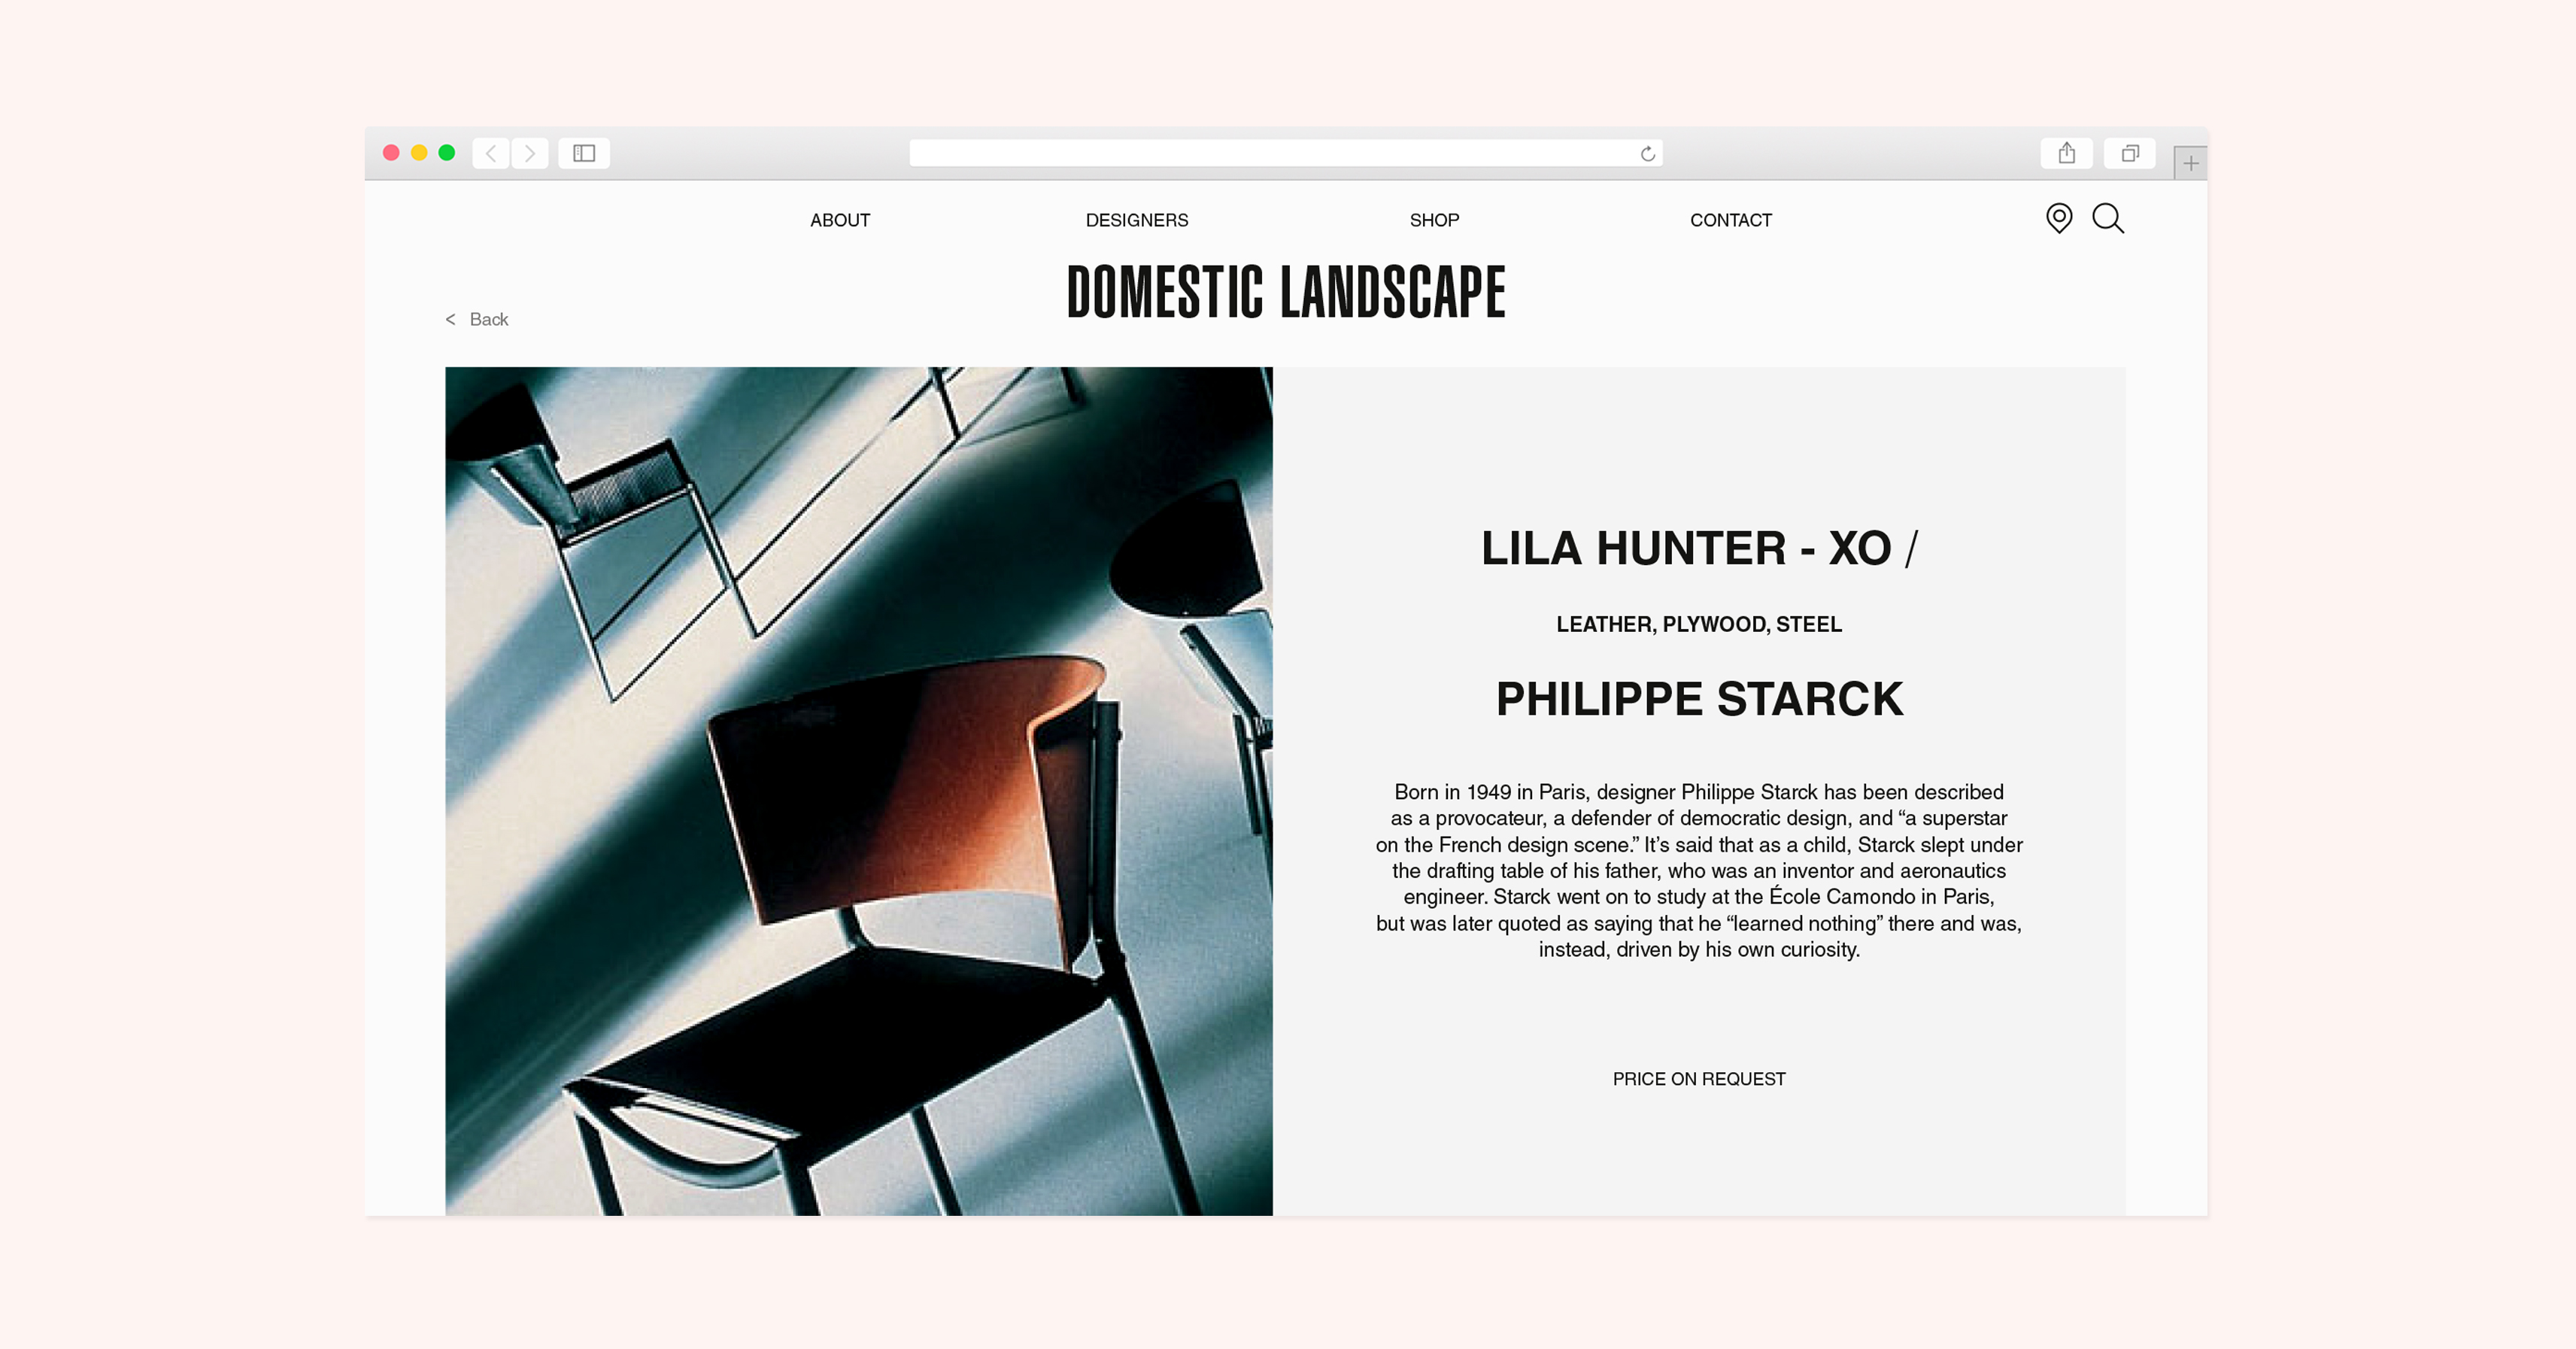 ABOUT DESIGNERS SHOP CONTACT
DOMESTIC LANDSCAPE
< Back
LILA HUNTER - XO /
LEATHER, PLYWOOD, STEEL
PHILIPPE STARCK
Born in 1949 in Paris, designer Philippe Starck has been described
as a provocateur, a defender of democratic design, and “a superstar
on the French design scene.” It’s said that as a child, Starck slept under
the drafting table of his father, who was an inventor and aeronautics
engineer. Starck went on to study at the École Camondo in Paris,
but was later quoted as saying that he “learned nothing” there and was,
instead, driven by his own curiosity.
PRICE ON REQUEST